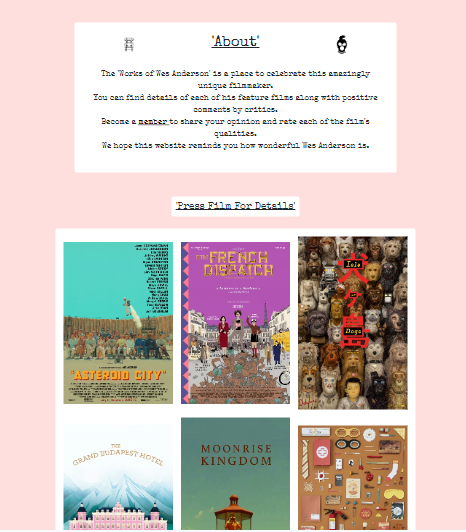 'About'
The 'Works of Wes Anderson' is a place to celebrate this amazingly
unique filmmaker.
You can find details of each of his feature films along with positive
comments by critics.
Become a member to share your opinion and rate each of the film's
qualities.
We hope this website reminds you how wonderful Wes Anderson is.
'Press Film For Details'
"ASTEROID CITY"
THE FRENCH
DISPATCH
Isle
Dogs
THE
GRAND BUDAPEST HOTEL
MOONRISE
KINGDOM